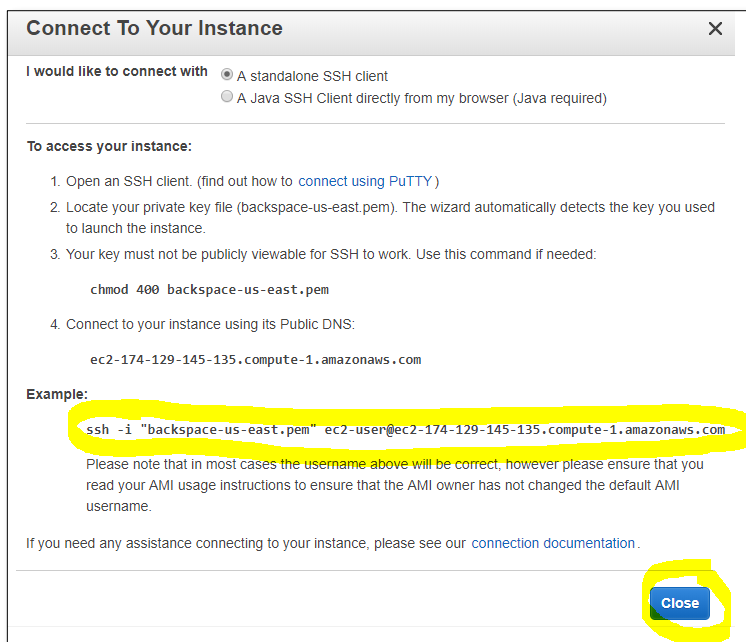 Connect To Your Instance
I would like to connect with
A standalone SSH client
A Java SSH Client directly from my browser (Java required)
To access your instance:
1. Open an SSH client. (find out how to connect using PuTTY )
2. Locate your private key file (backspace-us-east.pem). The wizard automatically detects the key you used
to launch the instance.
3. Your key must not be publicly viewable for SSH to work. Use this command if needed:
chmod 400 backspace-us-east.pem
4. Connect to your instance using its Public DNS:
ec2-174-129-145-135.compute-1.amazonaws.com
Example:
ssh -i "backspace-us-east.pem" ec2-user@ec2-174-129-145-135.compute-1.amazonaws.com
Please note that in most cases the username above will be correct, however please ensure that you
read your AMI usage instructions to ensure that the AMI owner has not changed the default AMI
username.
If you need any assistance connecting to your instance, please see our connection documentation .
Close